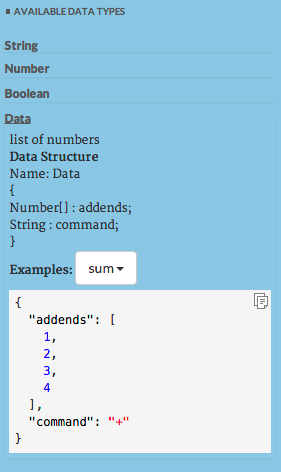 AVAILABLE DATA TYPES
String
Number
Boolean
Data
list of numbers
Data Structure
Name: Data
{
Number[] : addends;
String : command;
}
Examples: sum
{
  "addends": [
    1,
    2,
    3,
    4
  ],
  "command": "+"
}